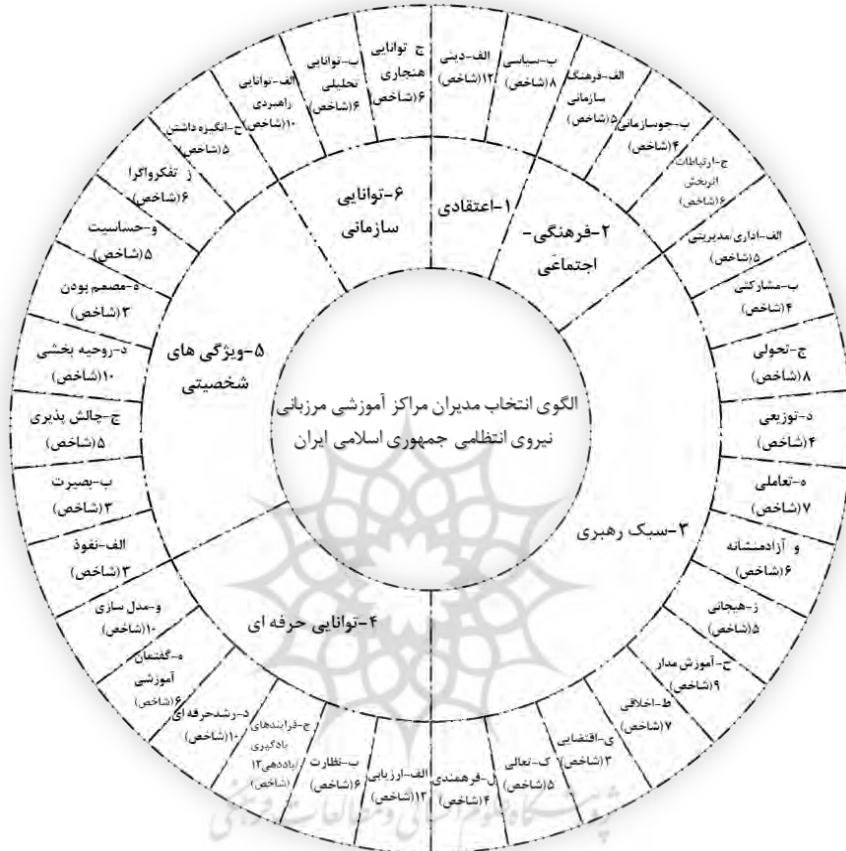 الگوی انتخاب مدیران مراکز آموزشی مرزبانی
نیروی انتظامی جمهوری اسلامی ایران
۱-اعتقادی
الف-دینی
۱۲(شاخص)
ب-سیاسی
۸(شاخص)
۲-فرهنگی-
اجتماعی
الف-فرهنگ
سازمانی
۵(شاخص)
ب-جوسازمانی
۴(شاخص)
ج-ارتباطات
اثربخش
۶(شاخص)
۳-سبک رهبری
الف-اداری/مدیریتی
۵(شاخص)
ب-مشارکتی
۴(شاخص)
ج-تحولی
۸(شاخص)
د-توزیعی
۴(شاخص)
ه-تعاملی
۷(شاخص)
و آزادمنشانه
۶(شاخص)
ز-هیجانی
۵(شاخص)
ح-آموزش مدار
۹(شاخص)
ط-اخلاقی
۷(شاخص)
ی-اقتضایی
۳(شاخص)
ک-تعالی
۵(شاخص)
ل-فرهمندی
۴(شاخص)
۴-توانایی حرفه ای
الف-ارزیابی
۱۳(شاخص)
ب-نظارت
۶(شاخص)
ج-فرایندهای
یادگیری
یاددهی۱۲
(شاخص)
د-رشدحرفه ای
۱۰(شاخص)
ه-گفتمان
آموزشی
۶(شاخص)
و-مدل سازی
۱۰(شاخص)
۵-ویژگی های
شخصیتی
الف-نفوذ
۳(شاخص)
ب-بصیرت
۳(شاخص)
ج-چالش پذیری
۵(شاخص)
د-روحیه بخشی
۱۰(شاخص)
ه-مصمم بودن
۳(شاخص)
و-حساسیت
۵(شاخص)
ز تفکرواگرا
۶(شاخص)
ح-انگیزه داشتن
۵(شاخص)
۶-توانایی
سازمانی
الف-توانایی
راهبردی
۱۰(شاخص)
ب-توانایی
تحلیلی
۶(شاخص)
ج توانایی
هنجاری
۶(شاخص)
پژوهشگاه علوم انسانی و مطالعات فرهنگی